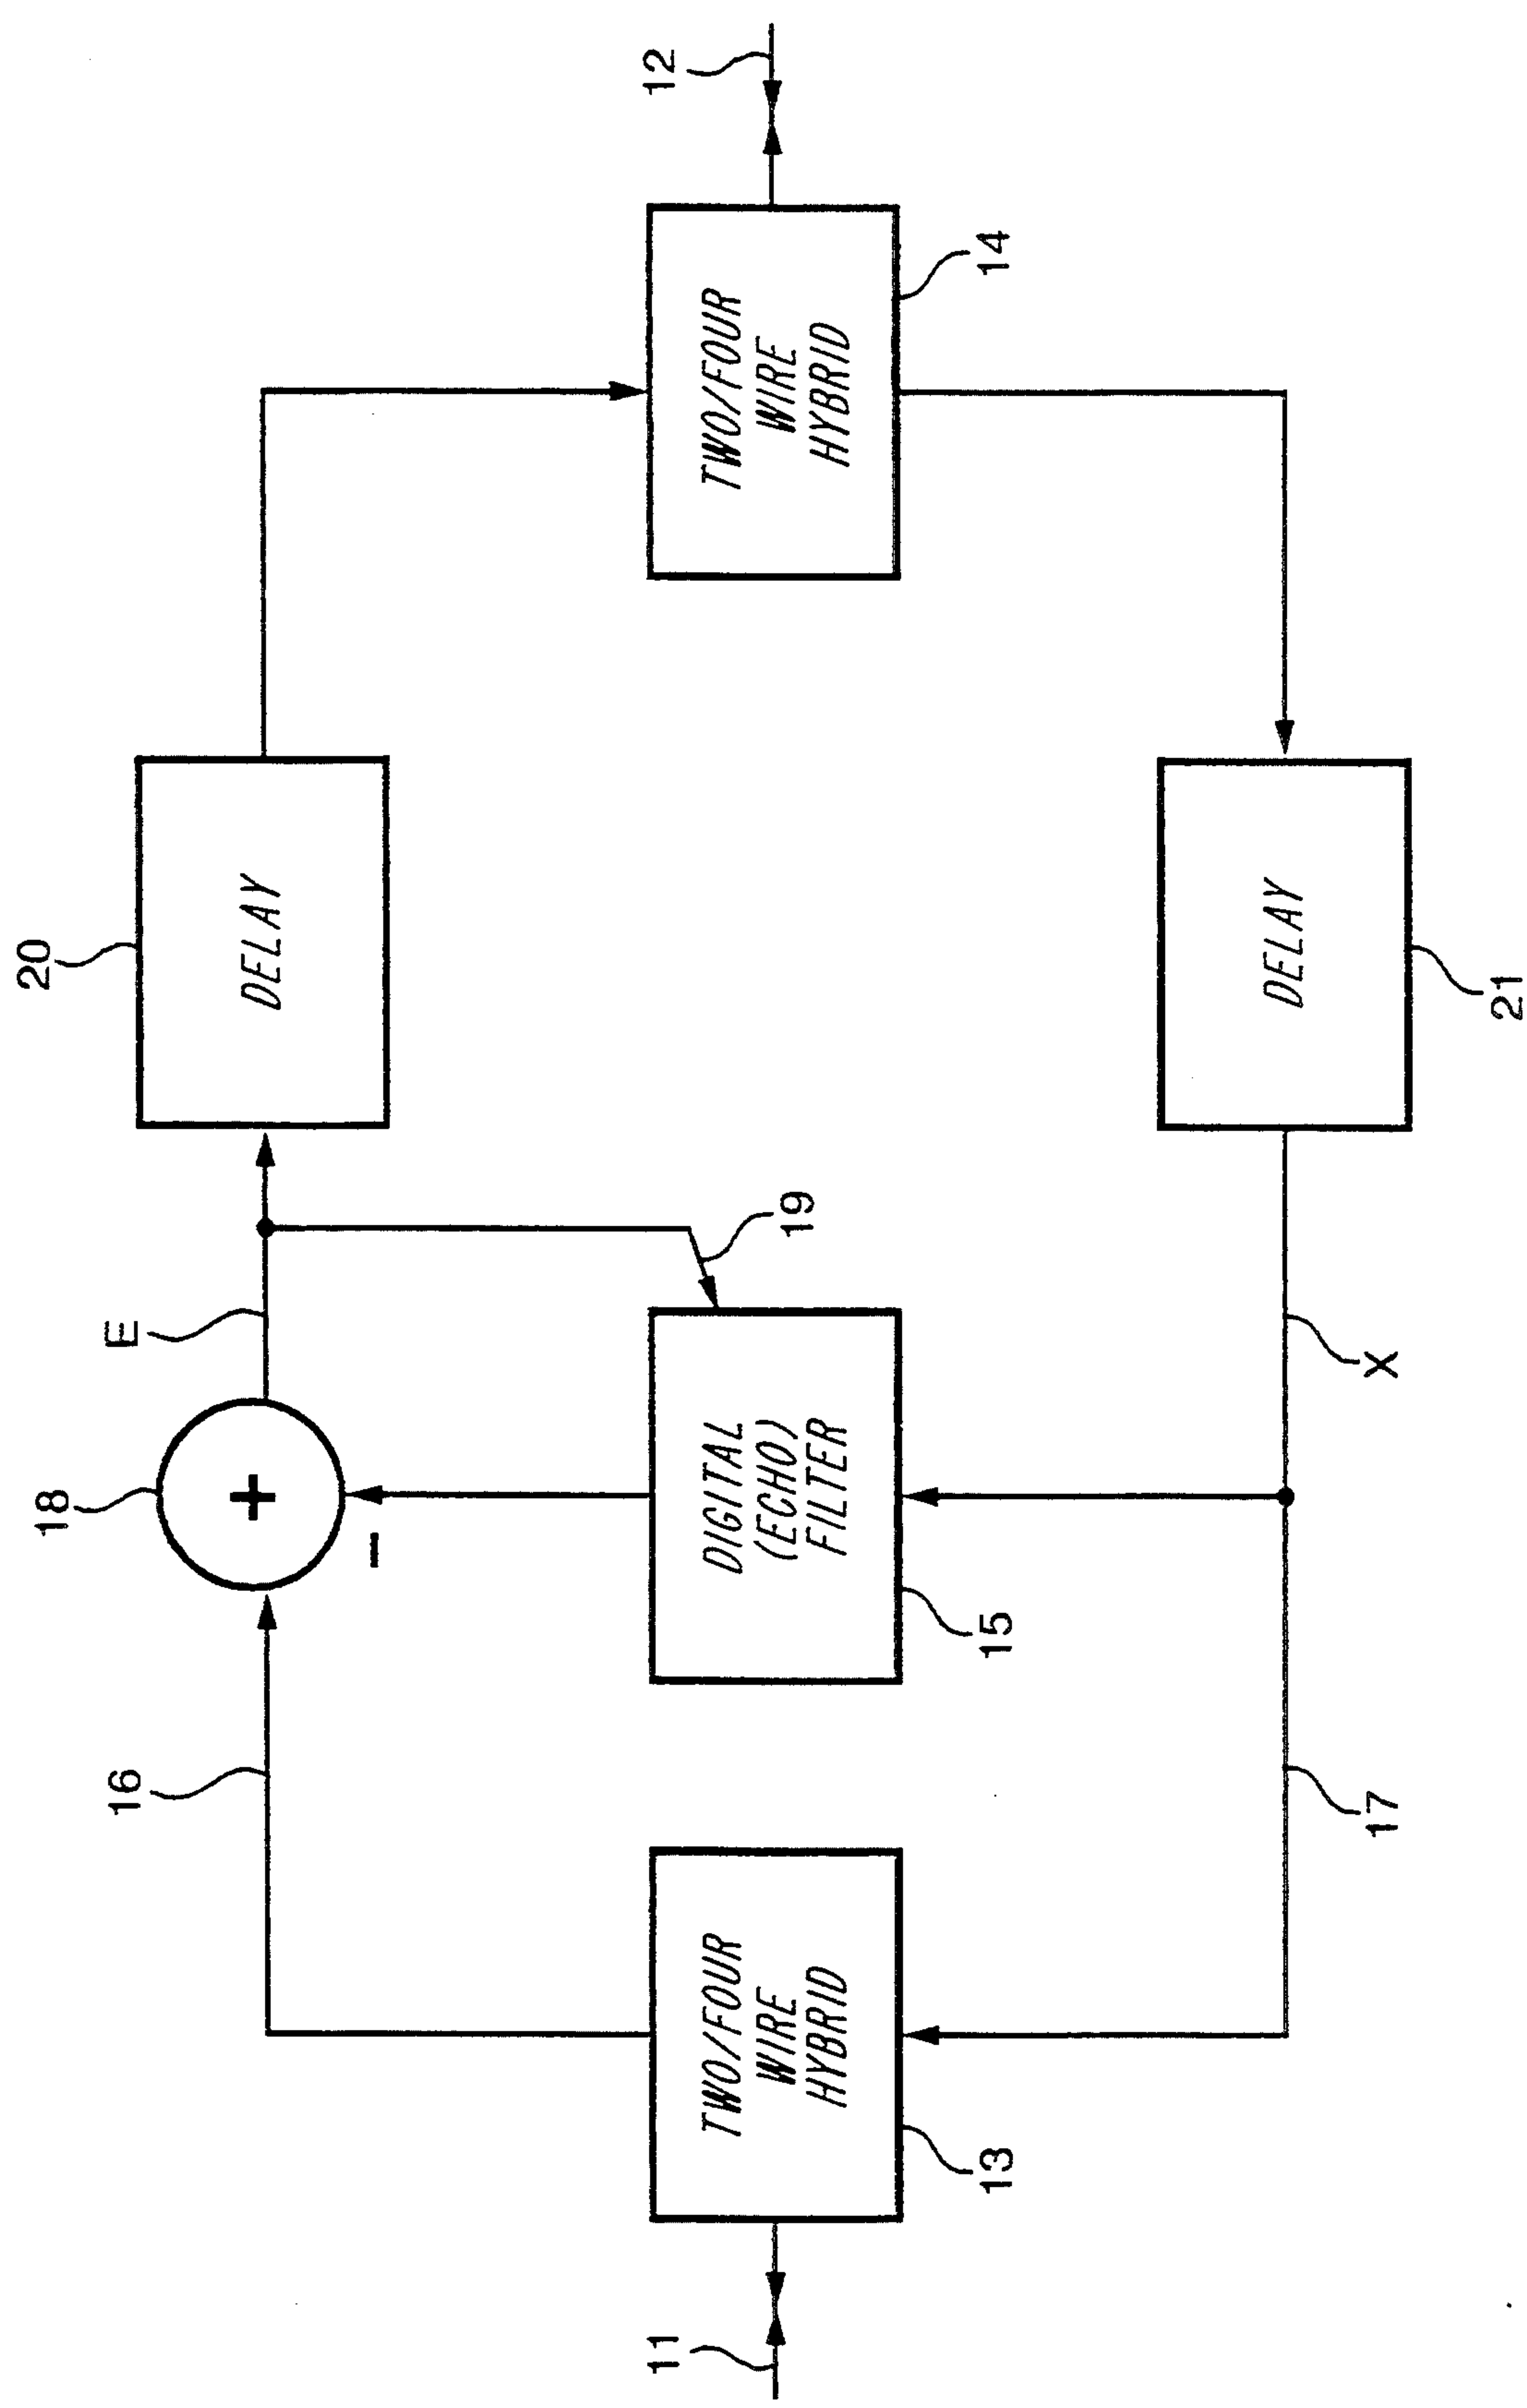 18
E
20
+
-
16
19
DELAY
TWO/FOUR
WIRE
HYBRID
DIGITAL
(ECHO)
FILTER
TWO/FOUR
WIRE
HYBRID
11
12
13
15
14
17
X
DELAY
21